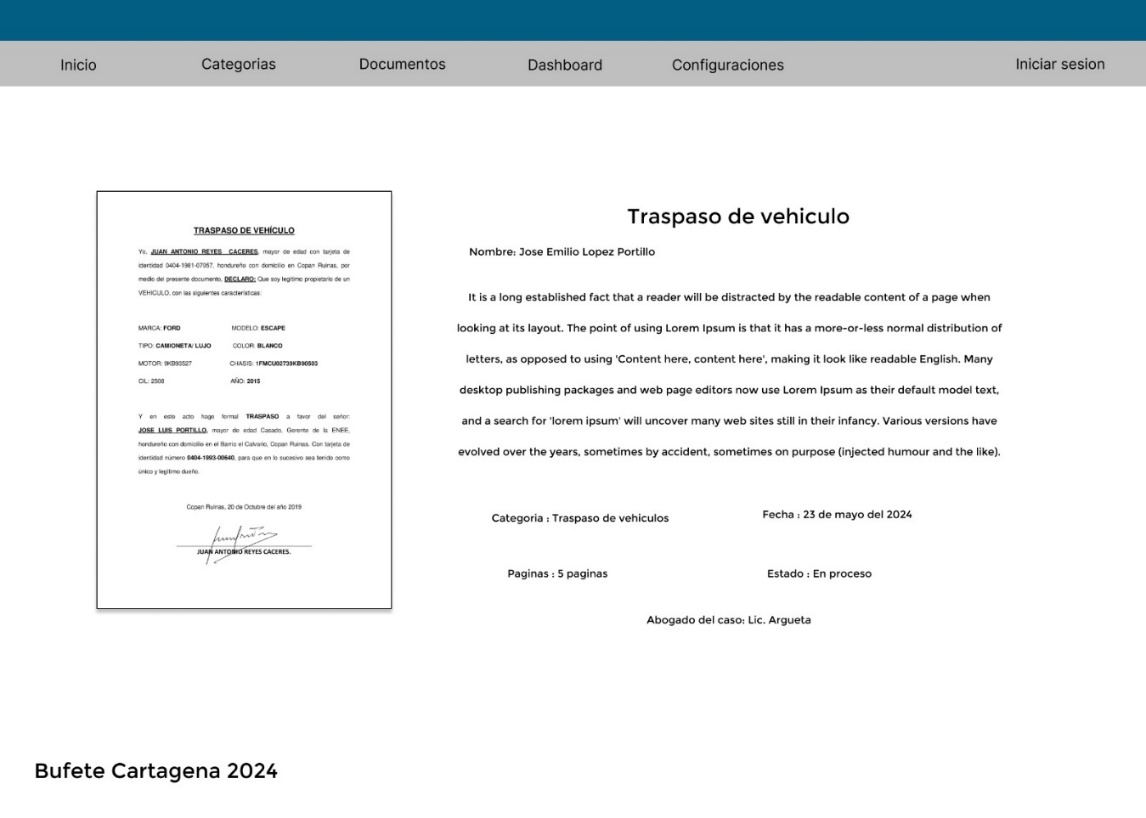 Inicio
Categorias
Documentos
Dashboard
Configuraciones
Iniciar sesion
TRASPASO DE VEHÍCULO
Yo, JUAN ANTONIO REYES CACERES, mayor de edad con tarjeta de
identidad 0404-1981-07057, hondureño con domicilio en Copan Ruinas, por
medio del presente documento, DECLARO: Que soy legitimo propietario de un
VEHICULO, con las siguientes características:
MARCA: FORD MODELO: ESCAPE
TIPO: CAMIONETA/ LUJO COLOR: BLANCO
MOTOR: 9KB93527 CHASIS: 1FMCU02739KB90503
CIL: 2508 AÑO: 2015
Y en este acto hago formal TRASPASO a favor del señor:
JOSE LUIS PORTILLO, mayor de edad Casado, Gerente de la ENEE,
hondureño con domicilio en el Barrio el Calvario, Copan Ruinas. Con tarjeta de
identidad número 0404-1993-00640, para que en lo sucesivo sea tenido como
único y legítimo dueño.
Copan Ruinas, 20 de Octubre del año 2019
JUAN ANTONIO REYES CACERES.
Traspaso de vehiculo
Nombre: Jose Emilio Lopez Portillo
It is a long established fact that a reader will be distracted by the readable content of a page when
looking at its layout. The point of using Lorem Ipsum is that it has a more-or-less normal distribution of
letters, as opposed to using 'Content here, content here', making it look like readable English. Many
desktop publishing packages and web page editors now use Lorem Ipsum as their default model text,
and a search for 'lorem ipsum' will uncover many web sites still in their infancy. Various versions have
evolved over the years, sometimes by accident, sometimes on purpose (injected humour and the like).
Categoria : Traspaso de vehiculos
Fecha : 23 de mayo del 2024
Paginas : 5 paginas
Estado : En proceso
Abogado del caso: Lic. Argueta
Bufete Cartagena 2024